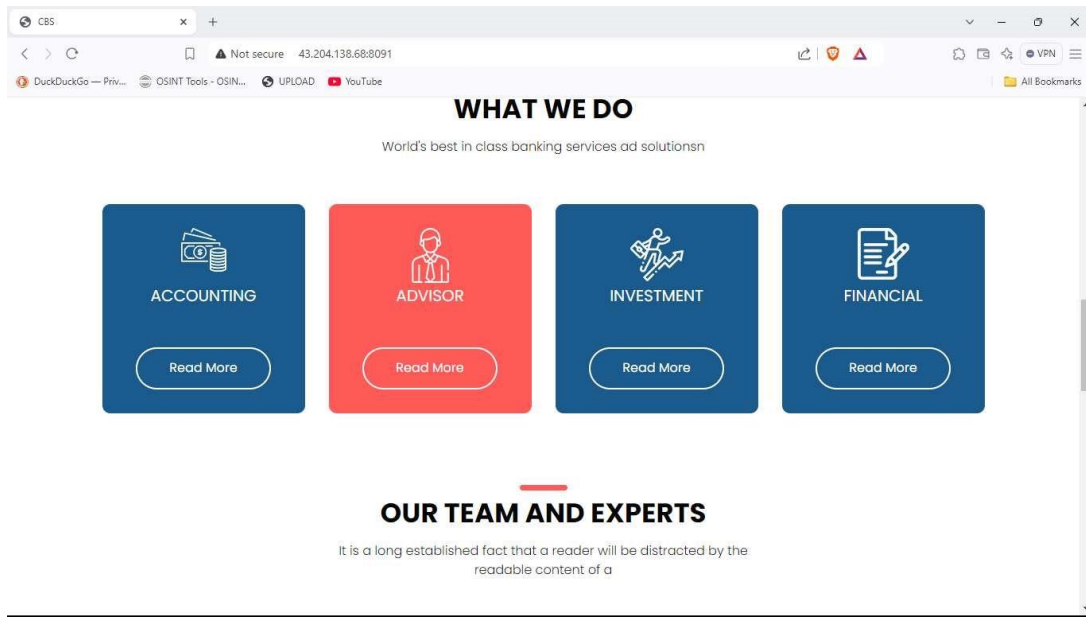 CBS
Not secure 43.204.138.68:8091
VPN
DuckDuckGo — Priv... OSINT Tools - OSIN... UPLOAD YouTube All Bookmarks
WHAT WE DO
World's best in class banking services ad solutionsn
ACCOUNTING ADVISOR INVESTMENT FINANCIAL
Read More Read More Read More Read More
OUR TEAM AND EXPERTS
It is a long established fact that a reader will be distracted by the
readable content of a